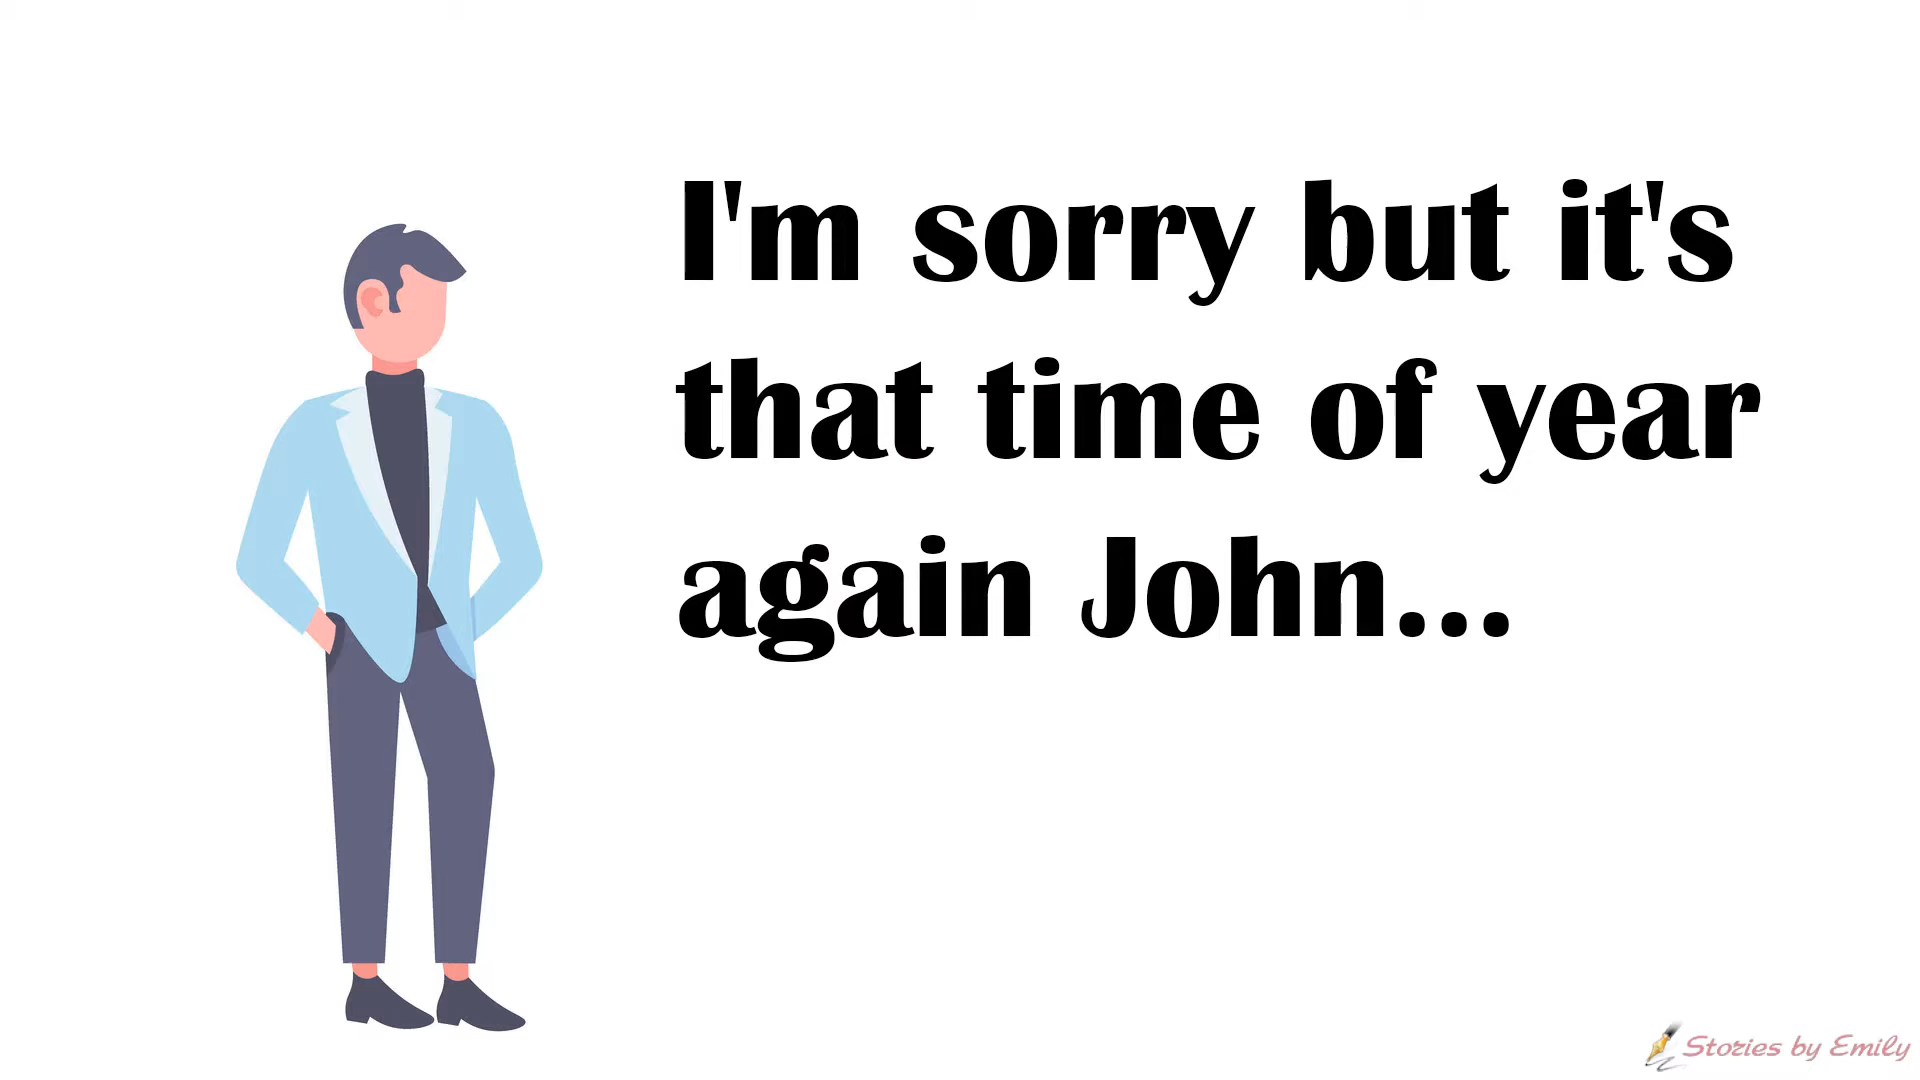 I'm sorry but it's
that time of year
again John...
Stories by Emily